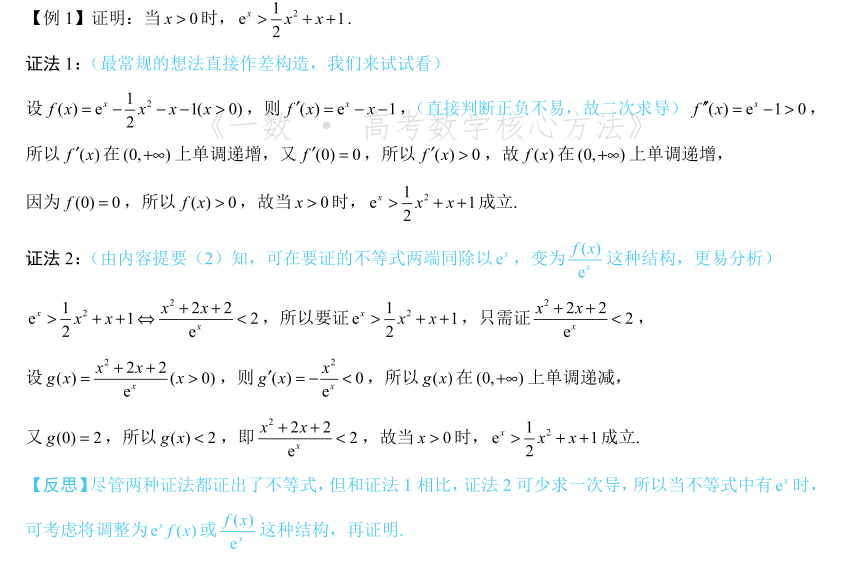 【例 1】证明：当 x > 0 时，e^x > \frac{1}{2}x^2 + x + 1.
证法 1：（最常规的想法直接作差构造，我们来试试看）
设 f(x) = e^x − \frac{1}{2}x^2 − x − 1(x > 0)，则 f′(x) = e^x − x − 1，（直接判断正负不易，故二次求导）f″(x) = e^x − 1 > 0，
《一数 · 高考数学核心方法》
所以 f′(x) 在 (0,+∞) 上单调递增，又 f′(0) = 0，所以 f′(x) > 0，故 f(x) 在 (0,+∞) 上单调递增，
因为 f(0) = 0，所以 f(x) > 0，故当 x > 0 时，e^x > \frac{1}{2}x^2 + x + 1 成立.
证法 2：（由内容提要（2）知，可在要证的不等式两端同除以 e^x，变为 \frac{f(x)}{e^x} 这种结构，更易分析）
e^x > \frac{1}{2}x^2 + x + 1 ⇔ \frac{x^2 + 2x + 2}{e^x} < 2，所以要证 e^x > \frac{1}{2}x^2 + x + 1，只需证 \frac{x^2 + 2x + 2}{e^x} < 2，
设 g(x) = \frac{x^2 + 2x + 2}{e^x}(x > 0)，则 g′(x) = −\frac{x^2}{e^x} < 0，所以 g(x) 在 (0,+∞) 上单调递减，
又 g(0) = 2，所以 g(x) < 2，即 \frac{x^2 + 2x + 2}{e^x} < 2，故当 x > 0 时，e^x > \frac{1}{2}x^2 + x + 1 成立.
【反思】尽管两种证法都证出了不等式，但和证法 1 相比，证法 2 可少求一次导，所以当不等式中有 e^x 时，
可考虑将调整为 e^x f(x) 或 \frac{f(x)}{e^x} 这种结构，再证明.